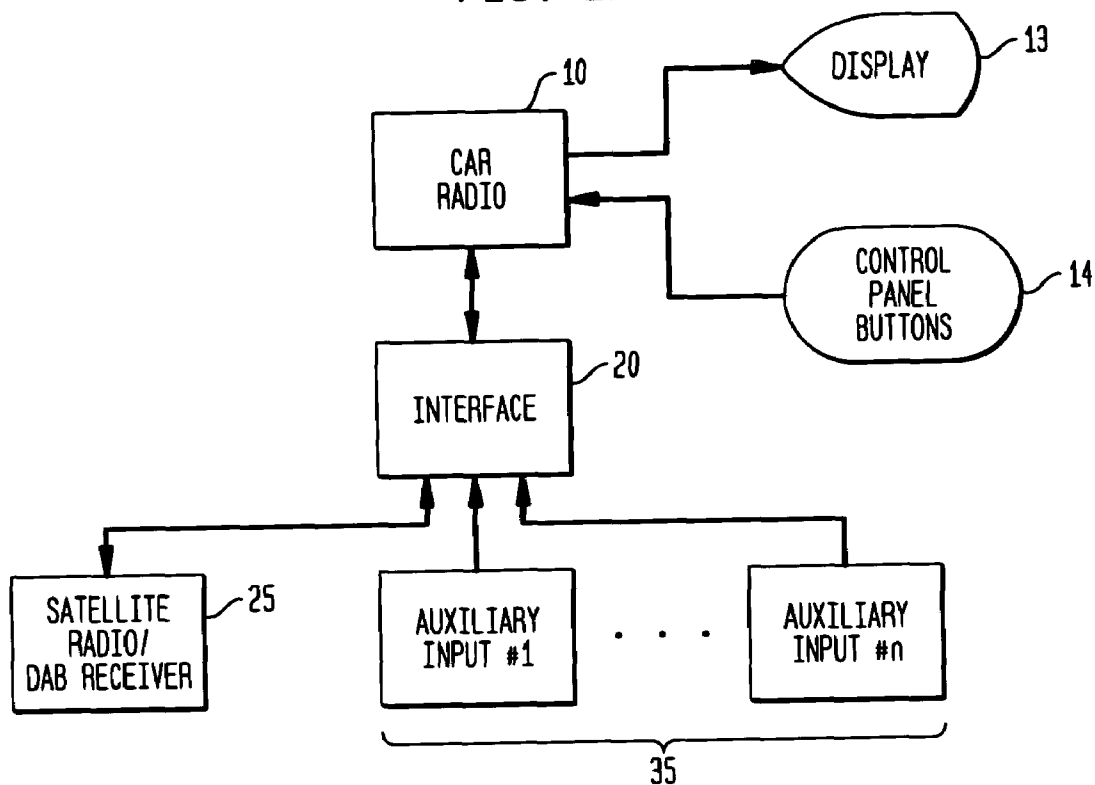 10
CAR
RADIO
DISPLAY
13
CONTROL
PANEL
BUTTONS
14
INTERFACE
20
SATELLITE
RADIO/
DAB RECEIVER
25
AUXILIARY
INPUT #1
. . .
AUXILIARY
INPUT #n
35